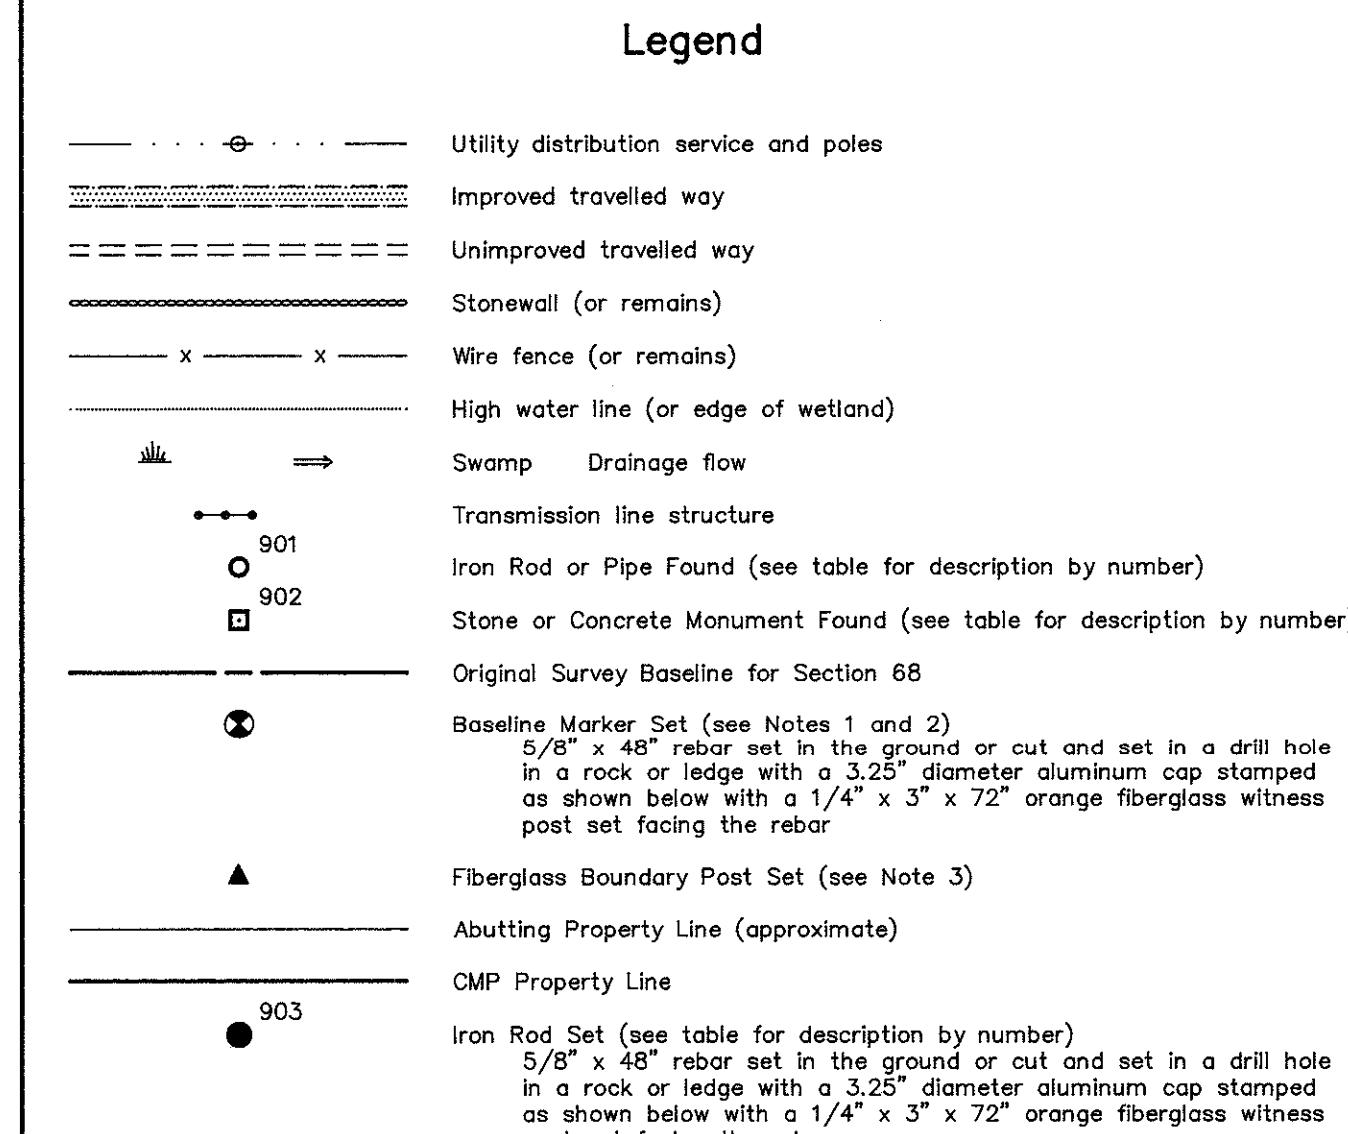 Legend
Utility distribution service and poles
Improved travelled way
Unimproved travelled way
Stonewall (or remains)
x x Wire fence (or remains)
High water line (or edge of wetland)
Swamp Drainage flow
Transmission line structure
901
Iron Rod or Pipe Found (see table for description by number)
902
Stone or Concrete Monument Found (see table for description by number)
Original Survey Baseline for Section 68
Baseline Marker Set (see Notes 1 and 2)
5/8" x 48" rebar set in the ground or cut and set in a drill hole
in a rock or ledge with a 3.25" diameter aluminum cap stamped
as shown below with a 1/4" x 3" x 72" orange fiberglass witness
post set facing the rebar
Fiberglass Boundary Post Set (see Note 3)
Abutting Property Line (approximate)
CMP Property Line
903
Iron Rod Set (see table for description by number)
5/8" x 48" rebar set in the ground or cut and set in a drill hole
in a rock or ledge with a 3.25" diameter aluminum cap stamped
as shown below with a 1/4" x 3" x 72" orange fiberglass witness